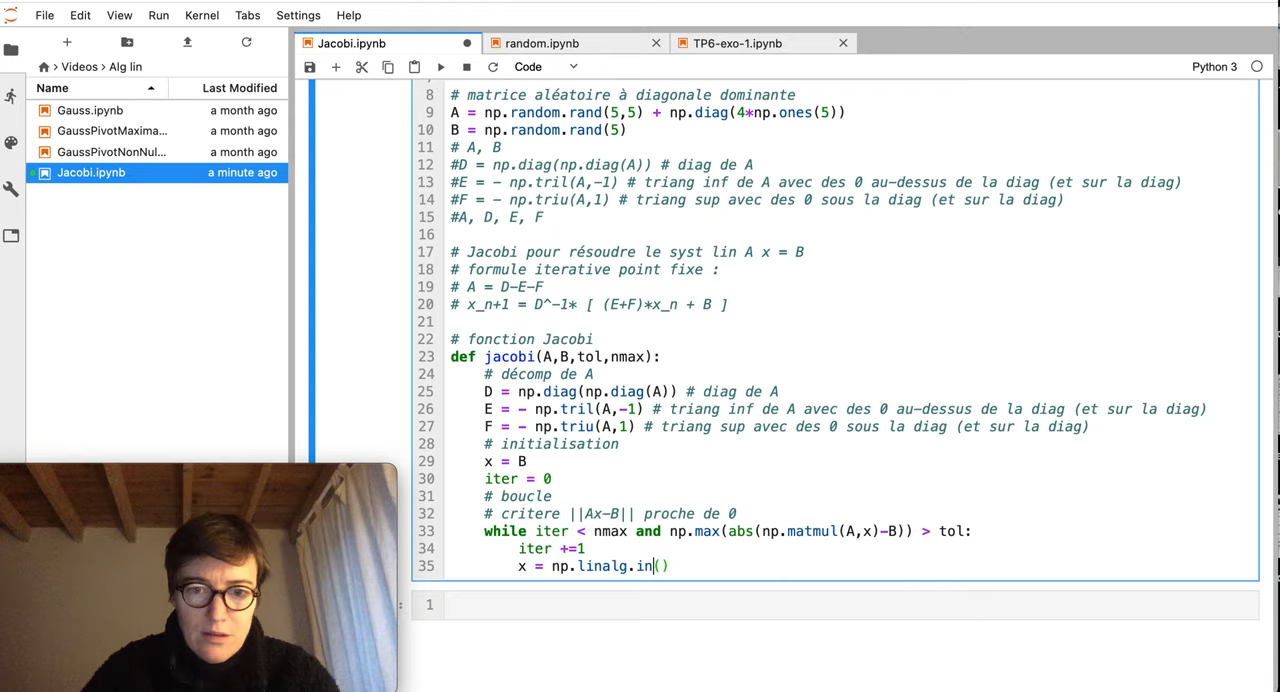 File Edit View Run Kernel Tabs Settings Help
Videos > Alg lin
Name Last Modified
Gauss.ipynb a month ago
GaussPivotMaxima... a month ago
GaussPivotNonNul... a month ago
Jacobi.ipynb a minute ago
Jacobi.ipynb random.ipynb TP6-exo-1.ipynb
Code Python 3
8 # matrice aléatoire à diagonale dominante
9 A = np.random.rand(5,5) + np.diag(4*np.ones(5))
10 B = np.random.rand(5)
11 # A, B
12 #D = np.diag(np.diag(A)) # diag de A
13 #E = - np.tril(A,-1) # triang inf de A avec des 0 au-dessus de la diag (et sur la diag)
14 #F = - np.triu(A,1) # triang sup avec des 0 sous la diag (et sur la diag)
15 #A, D, E, F
16
17 # Jacobi pour résoudre le syst lin A x = B
18 # formule iterative point fixe :
19 # A = D-E-F
20 # x_n+1 = D^-1* [ (E+F)*x_n + B ]
21
22 # fonction Jacobi
23 def jacobi(A,B,tol,nmax):
24 # décomp de A
25 D = np.diag(np.diag(A)) # diag de A
26 E = - np.tril(A,-1) # triang inf de A avec des 0 au-dessus de la diag (et sur la diag)
27 F = - np.triu(A,1) # triang sup avec des 0 sous la diag (et sur la diag)
28 # initialisation
29 x = B
30 iter = 0
31 # boucle
32 # critere ||Ax-B|| proche de 0
33 while iter < nmax and np.max(abs(np.matmul(A,x)-B)) > tol:
34 iter +=1
35 x = np.linalg.in()
1